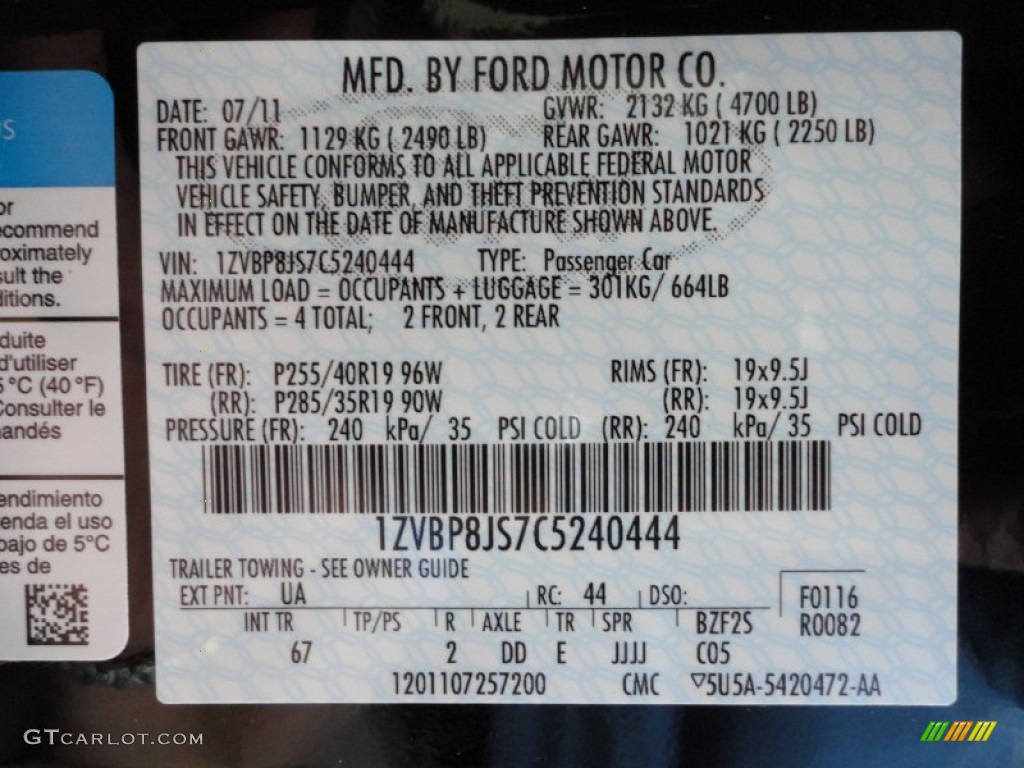 MFD. BY FORD MOTOR CO.
DATE: 07/11 GVWR: 2132 KG ( 4700 LB)
FRONT GAWR: 1129 KG ( 2490 LB) REAR GAWR: 1021 KG ( 2250 LB)
THIS VEHICLE CONFORMS TO ALL APPLICABLE FEDERAL MOTOR
VEHICLE SAFETY, BUMPER, AND THEFT PREVENTION STANDARDS
IN EFFECT ON THE DATE OF MANUFACTURE SHOWN ABOVE.
VIN: 1ZVBP8JS7C5240444 TYPE: Passenger Car
MAXIMUM LOAD = OCCUPANTS + LUGGAGE = 301KG/ 664LB
OCCUPANTS = 4 TOTAL; 2 FRONT, 2 REAR
TIRE (FR): P255/40R19 96W RIMS (FR): 19x9.5J
(RR): P285/35R19 90W (RR): 19x9.5J
PRESSURE (FR): 240 kPa/ 35 PSI COLD (RR): 240 kPa/ 35 PSI COLD
1ZVBP8JS7C5240444
TRAILER TOWING - SEE OWNER GUIDE
EXT PNT: UA RC: 44 DSO: F0116
INT TR TP/PS R AXLE TR SPR BZF2S R0082
67 2 DD E JJJJ C05
1201107257200 CMC ▽5U5A-5420472-AA
US
or
ecommend
oximately
sult the
ditions.
duite
d'utiliser
5°C (40°F)
Consulter le
mandés
endimiento
enda el uso
bajo de 5°C
es de
GTCARLOT.COM